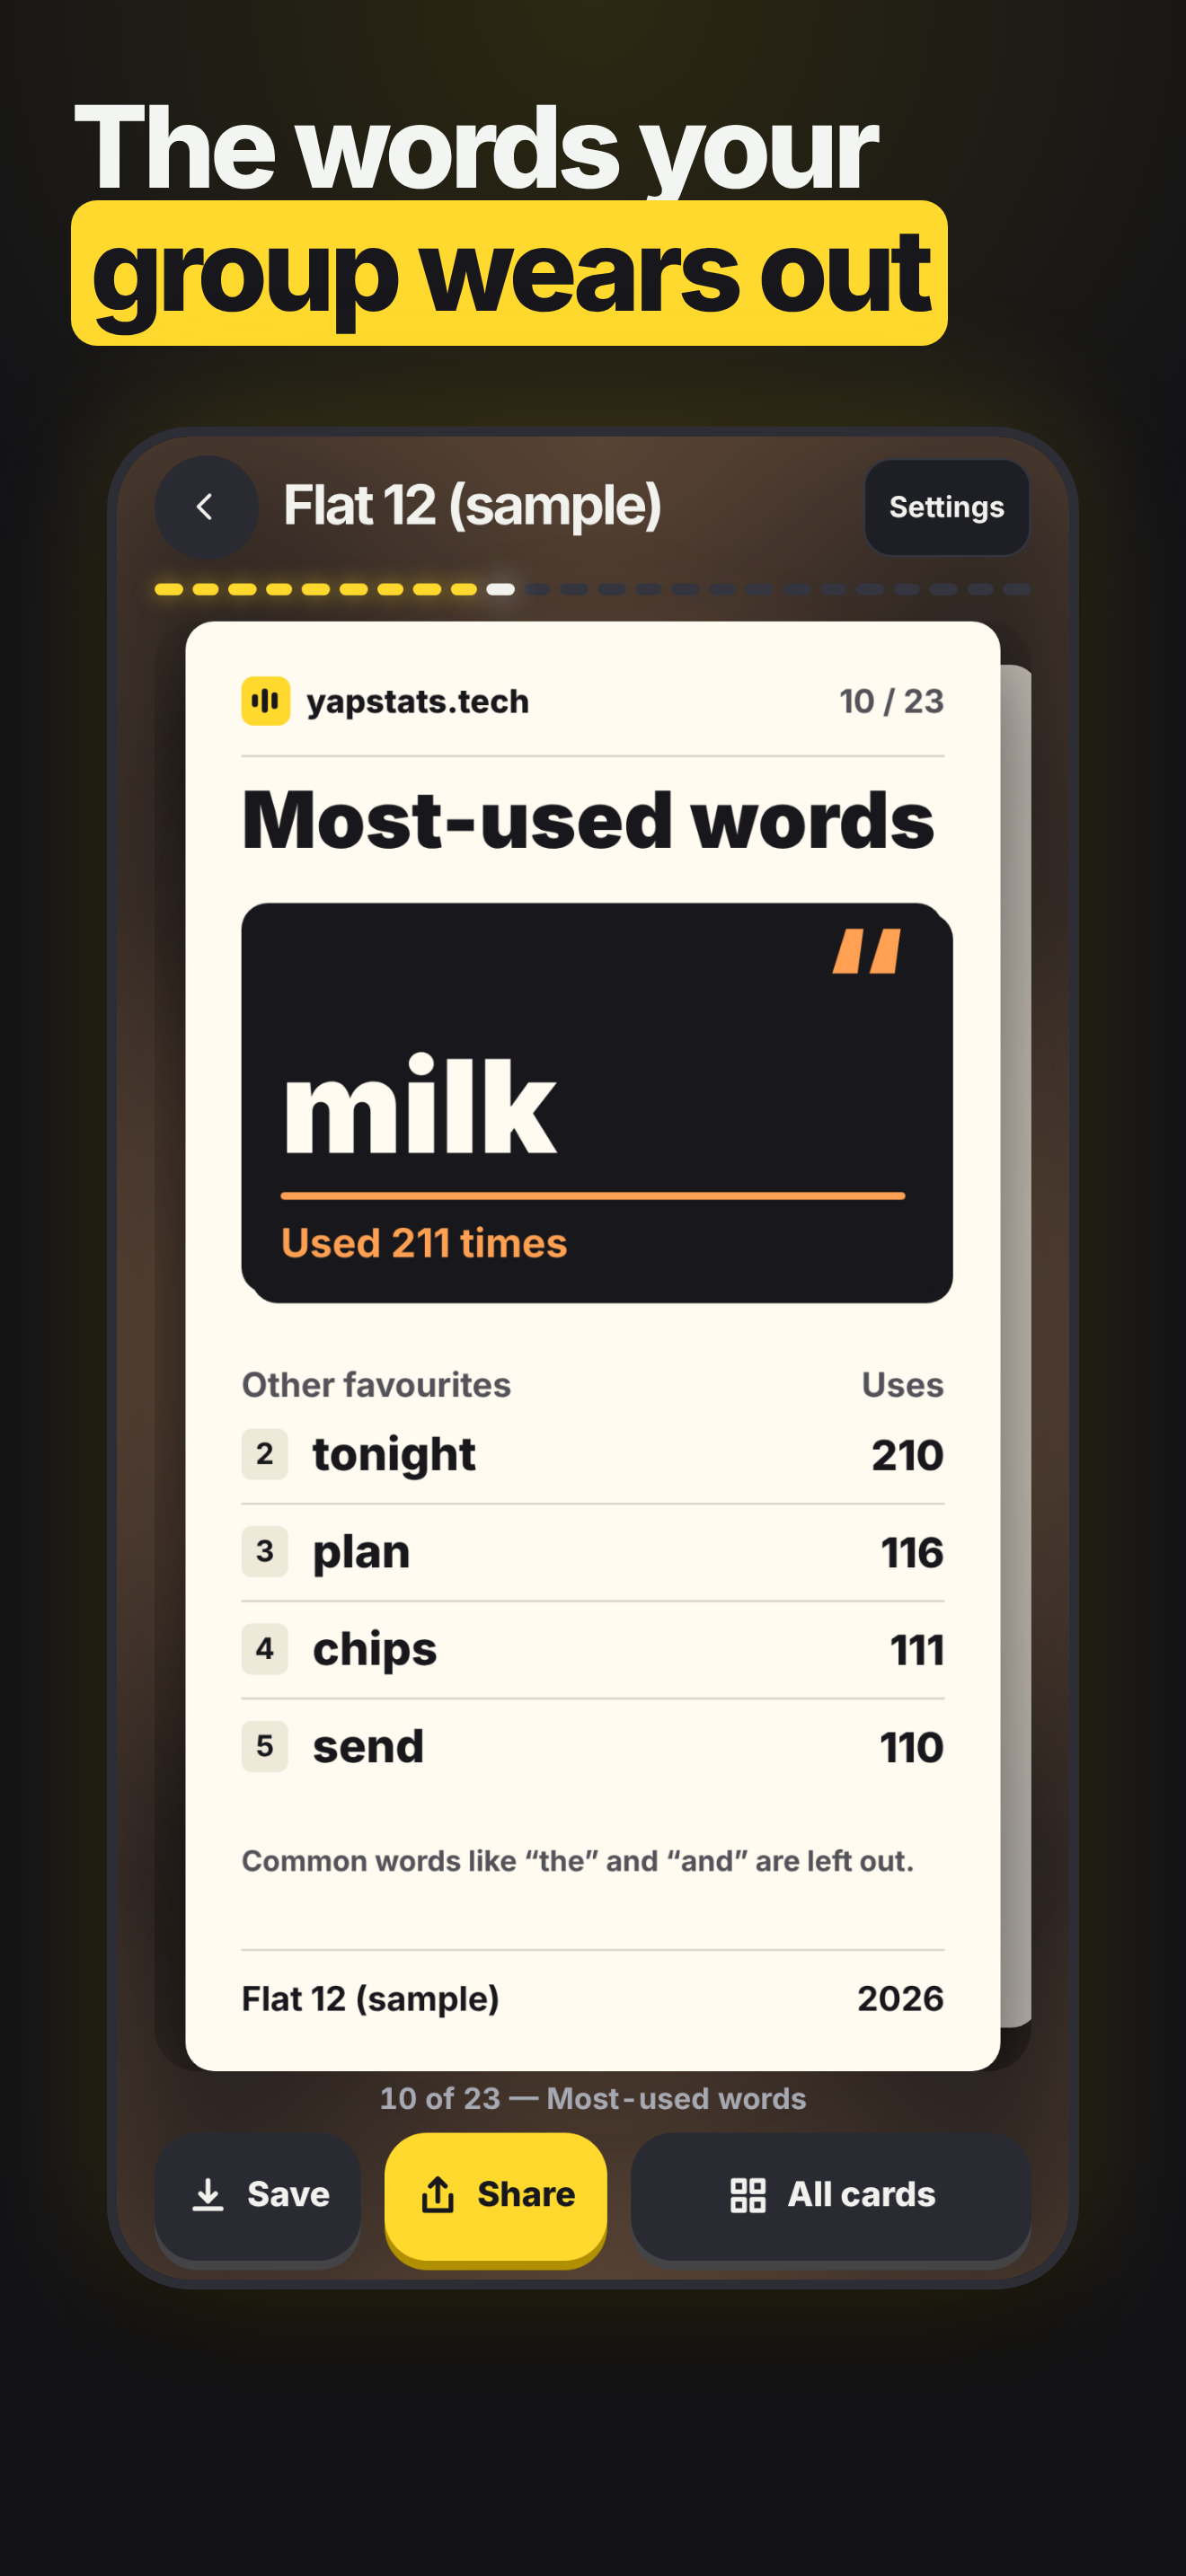 The words your
group wears out
Flat 12 (sample)
Settings
yapstats.tech
10 / 23
Most-used words
“
milk
Used 211 times
Other favourites
Uses
2 tonight 210
3 plan 116
4 chips 111
5 send 110
Common words like “the” and “and” are left out.
Flat 12 (sample)
2026
10 of 23 — Most-used words
Save
Share
All cards